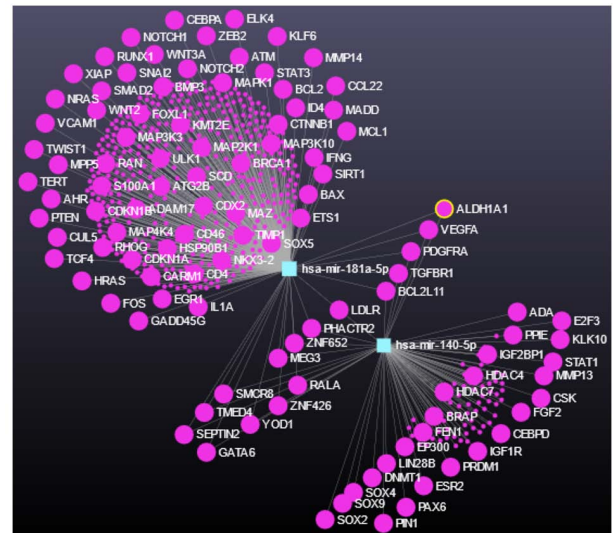 CEBPA
ELK4
NOTCH1
ZEB2
KLF6
RUNX1
WNT3A
ATM
MMP14
XIAP
SNAI2
NOTCH2
STAT3
SMAD2
BMP3
MAPK1
BCL2
CCL22
NRAS
ID4
MADD
WNT2
FOXL1
VCAM1
KMT2E
CTNNB1
MCL1
MAP3K3
MAP2K1
MAP3K10
TWIST1
IFNG
MPP5
RAN
ULK1
BRCA1
SIRT1
TERT
SCD
S100A1
ATG2B
BAX
AHR
CDKN1B
ADAM17
CDX2
MAZ
ETS1
ALDH1A1
PTEN
VEGFA
MAP4K4
CD46
TIMP1
CUL5
RHOG
HSP90B1
SOX5
PDGFRA
TCF4
CDKN1A
NKX3-2
hsa-mir-181a-5p
TGFBR1
HRAS
CARM1
CD4
BCL2L11
FOS
EGR1
IL1A
LDLR
ADA
GADD45G
E2F3
PHACTR2
PPIE
KLK10
ZNF652
hsa-mir-140-5p
IGF2BP1
MEG3
STAT1
HDAC4
MMP13
RALA
HDAC7
SMCR8
CSK
ZNF426
TMED4
BRAP
FGF2
YOD1
FEN1
CEBPD
SEPTIN2
EP300
GATA6
IGF1R
LIN28B
PRDM1
DNMT1
ESR2
SOX4
SOX9
PAX6
SOX2
PIN1